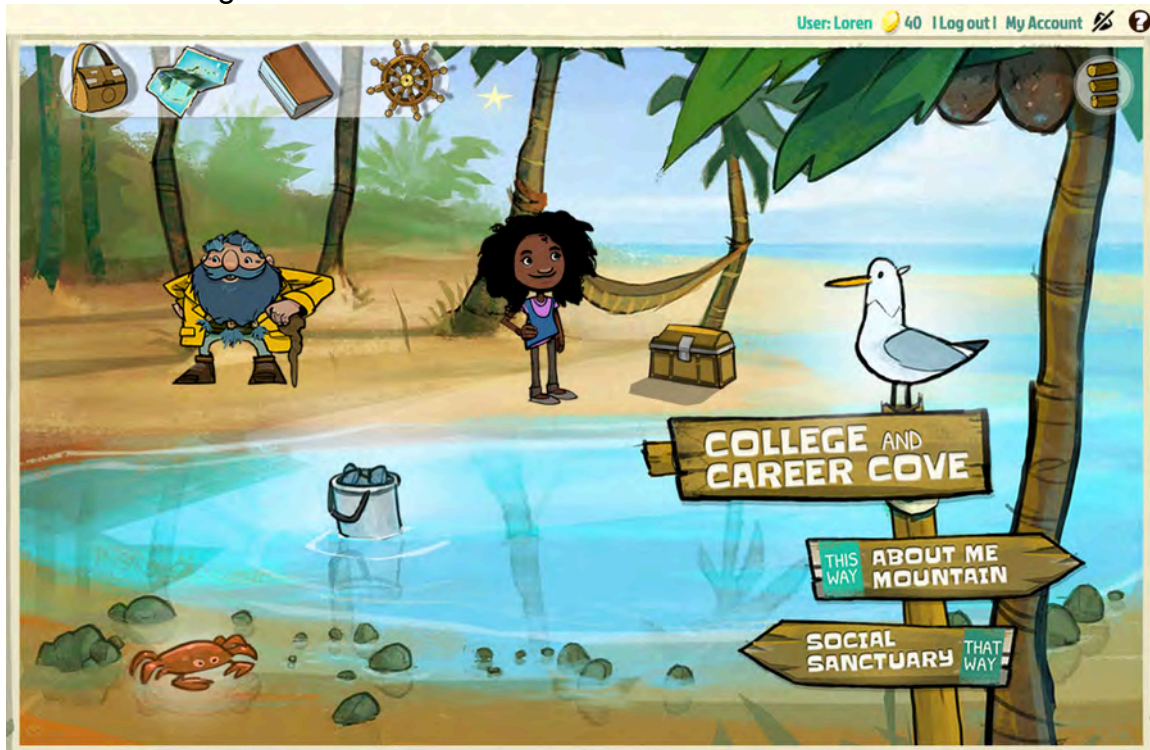 User: Loren 40 | Log out | My Account ?
COLLEGE AND
CAREER COVE
THIS WAY ABOUT ME
MOUNTAIN
SOCIAL
SANCTUARY THAT WAY